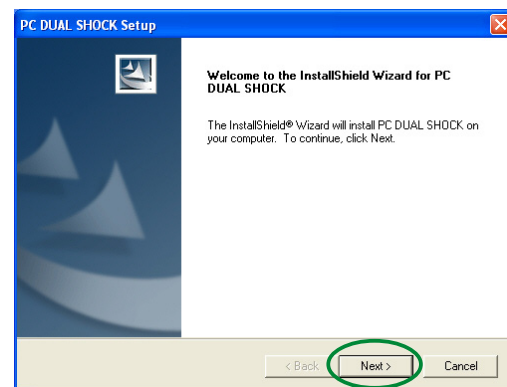 PC DUAL SHOCK Setup
Welcome to the InstallShield Wizard for PC
DUAL SHOCK
The InstallShield® Wizard will install PC DUAL SHOCK on
your computer. To continue, click Next.
< Back
Next >
Cancel